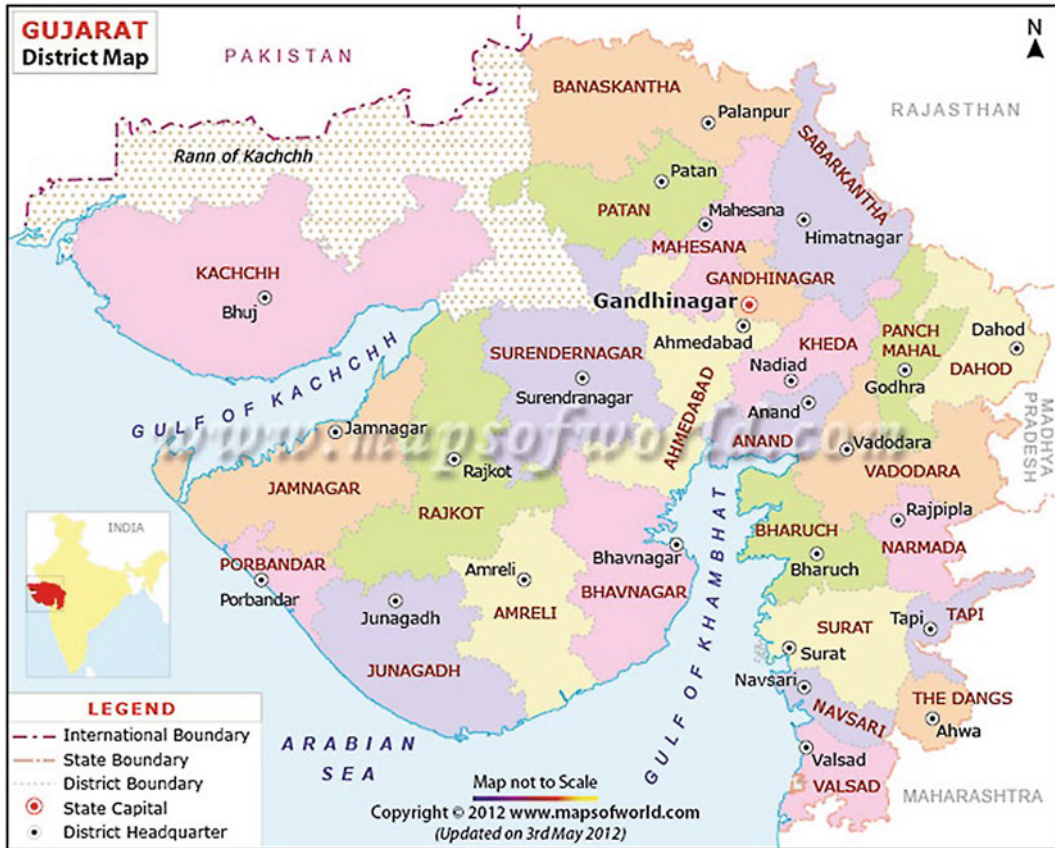 GUJARAT
District Map
PAKISTAN
N
RAJASTHAN
BANASKANTHA
Palanpur
SABARKANTHA
Rann of Kachchh
Patan
PATAN
Mahesana
MAHESANA
Himatnagar
KACHCHH
Bhuj
GANDHINAGAR
Gandhinagar
Ahmedabad
AHMEDABAD
KHEDA
Nadiad
PANCH
MAHAL
Godhra
Dahod
DAHOD
SURENDERNAGAR
Surendranagar
Anand
ANAND
GULF OF KACHCHH
MADHYA
PRADESH
www.mapsofworld.com
Jamnagar
JAMNAGAR
Rajkot
RAJKOT
Vadodara
VADODARA
Rajpipla
NARMADA
BHARUCH
Bharuch
INDIA
PORBANDAR
Porbandar
Amreli
AMRELI
Bhavnagar
BHAVNAGAR
GULF OF KHAMBHAT
Junagadh
JUNAGADH
SURAT
Surat
Tapi
TAPI
Navsari
NAVSARI
THE DANGS
Ahwa
Valsad
VALSAD
MAHARASHTRA
ARABIAN
SEA
LEGEND
International Boundary
State Boundary
District Boundary
State Capital
District Headquarter
Map not to Scale
Copyright © 2012 www.mapsofworld.com
(Updated on 3rd May 2012)